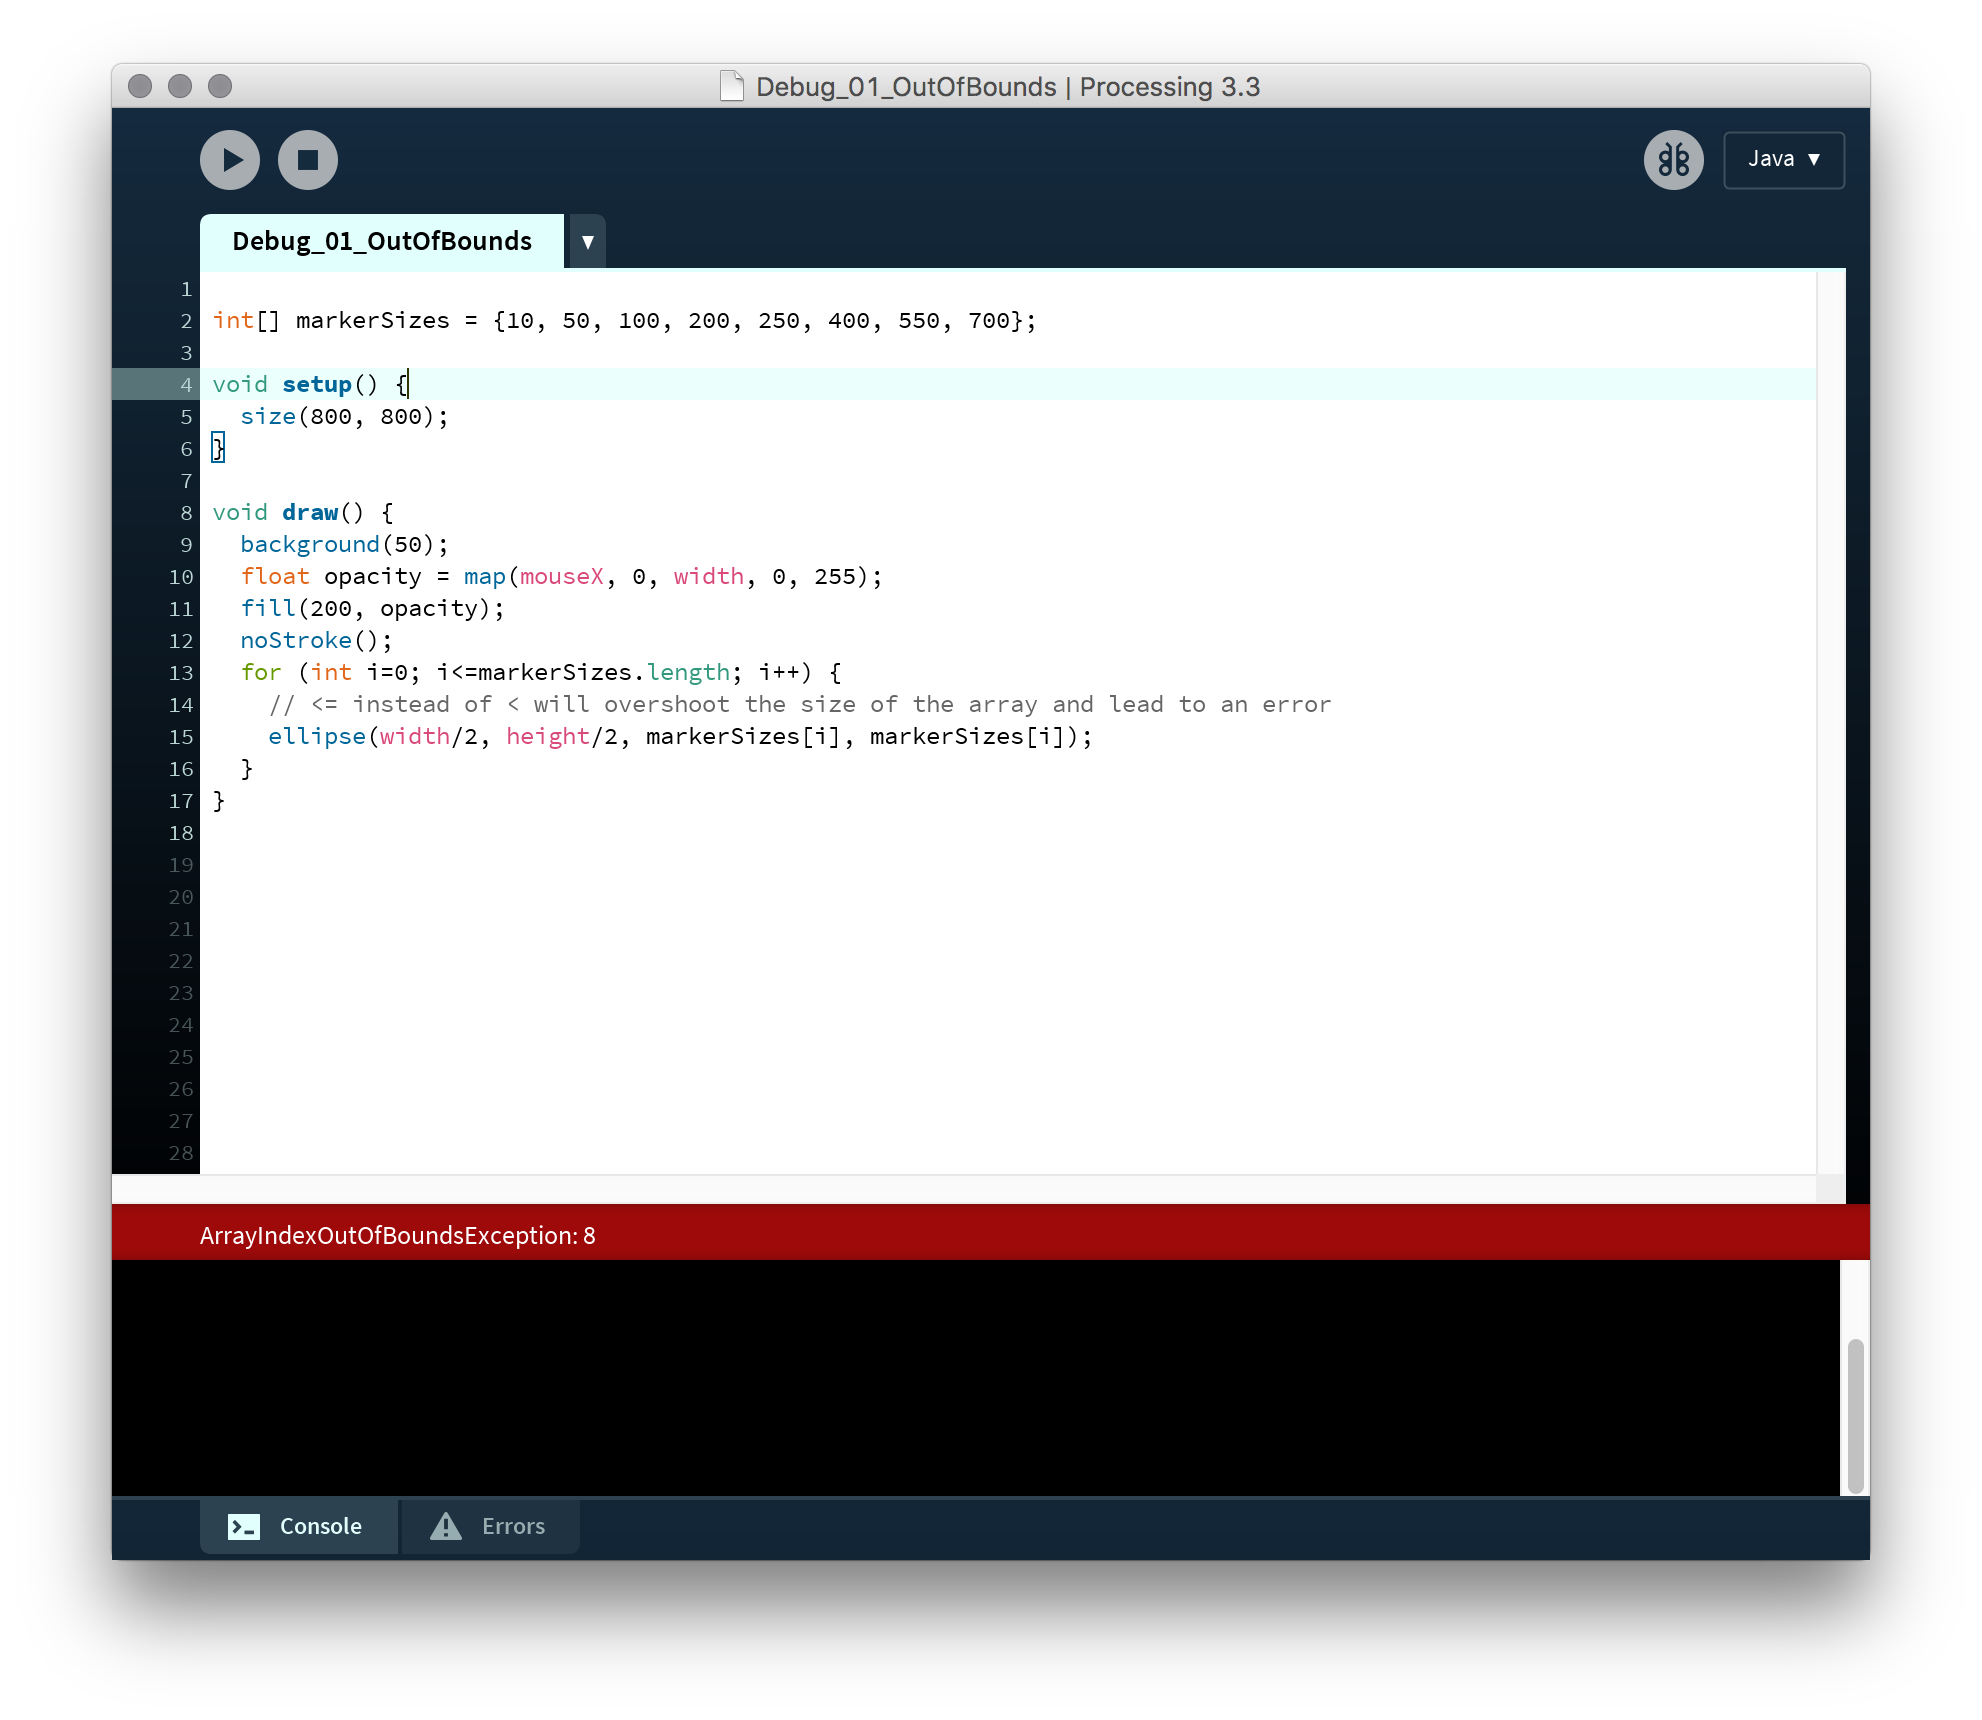 Debug_01_OutOfBounds | Processing 3.3
Java ▼
Debug_01_OutOfBounds ▼
1
2 int[] markerSizes = {10, 50, 100, 200, 250, 400, 550, 700};
3
4 void setup() {
5   size(800, 800);
6 }
7
8 void draw() {
9   background(50);
10   float opacity = map(mouseX, 0, width, 0, 255);
11   fill(200, opacity);
12   noStroke();
13   for (int i=0; i<=markerSizes.length; i++) {
14     // <= instead of < will overshoot the size of the array and lead to an error
15     ellipse(width/2, height/2, markerSizes[i], markerSizes[i]);
16   }
17 }
18
19
20
21
22
23
24
25
26
27
28
ArrayIndexOutOfBoundsException: 8
Console
Errors